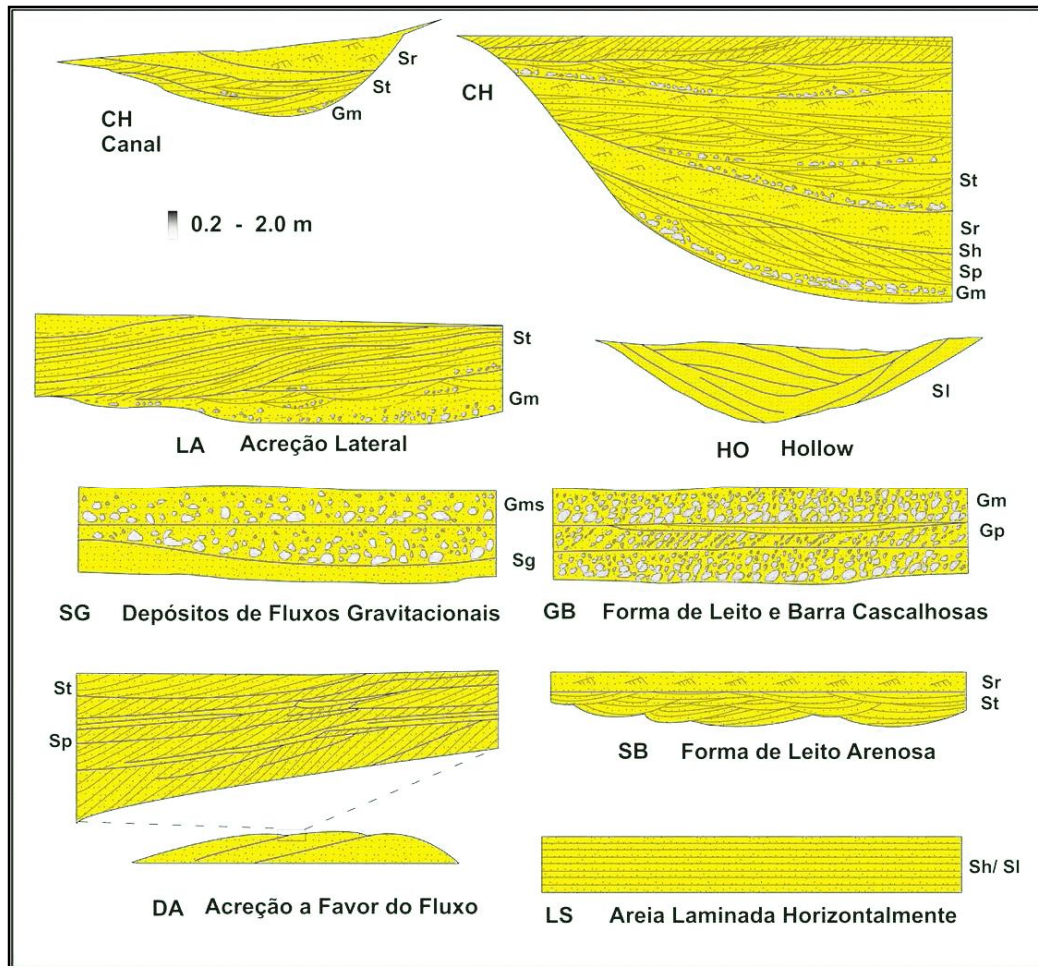 Sr
St
Gm
CH
Canal
CH
0.2 - 2.0 m
St
Sr
Sh
Sp
Gm
St
Gm
LA Acreção Lateral
Sl
HO Hollow
Gms
Sg
SG Depósitos de Fluxos Gravitacionais
Gm
Gp
GB Forma de Leito e Barra Cascalhosas
St
Sp
DA Acreção a Favor do Fluxo
Sr
St
SB Forma de Leito Arenosa
Sh/ Sl
LS Areia Laminada Horizontalmente